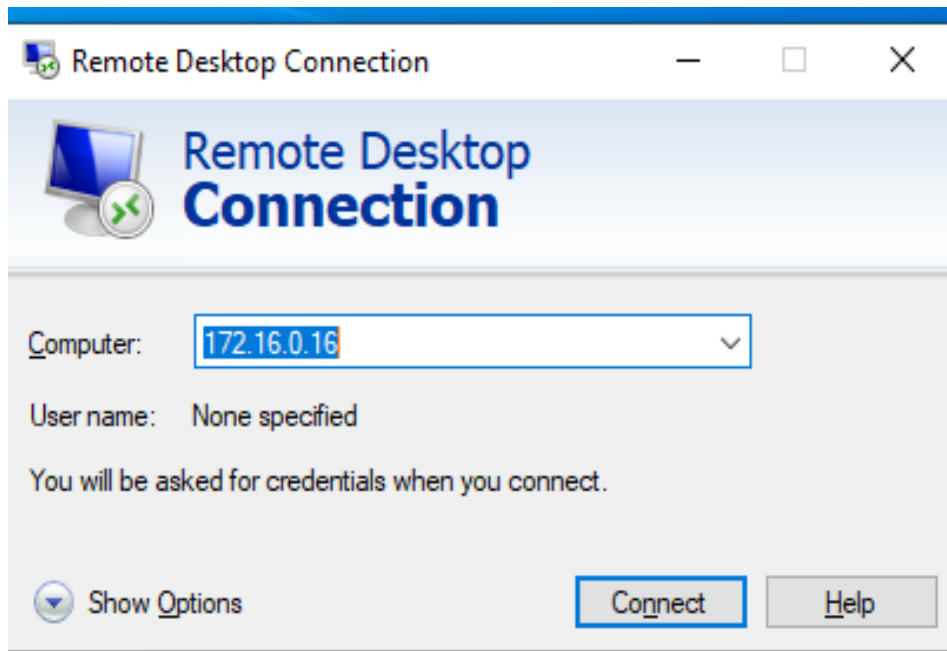 Remote Desktop Connection
Remote Desktop
Connection
Computer: 172.16.0.16
User name: None specified
You will be asked for credentials when you connect.
Show Options Connect Help